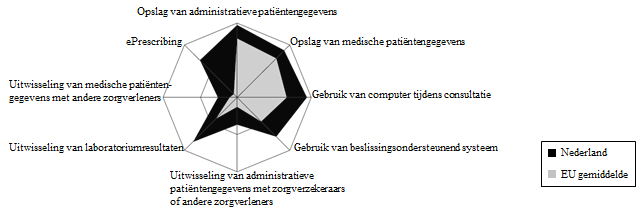 Opslag van administratieve patiëntengegevens
ePrescribing
Opslag van medische patiëntengegevens
Uitwisseling van medische patiënten-
gegevens met andere zorgverleners
Gebruik van computer tijdens consultatie
Uitwisseling van laboratoriumresultaten
Gebruik van beslissingsondersteunend systeem
Uitwisseling van administratieve
patiëntengegevens met zorgverzekeraars
of andere zorgverleners
Nederland
EU gemiddelde